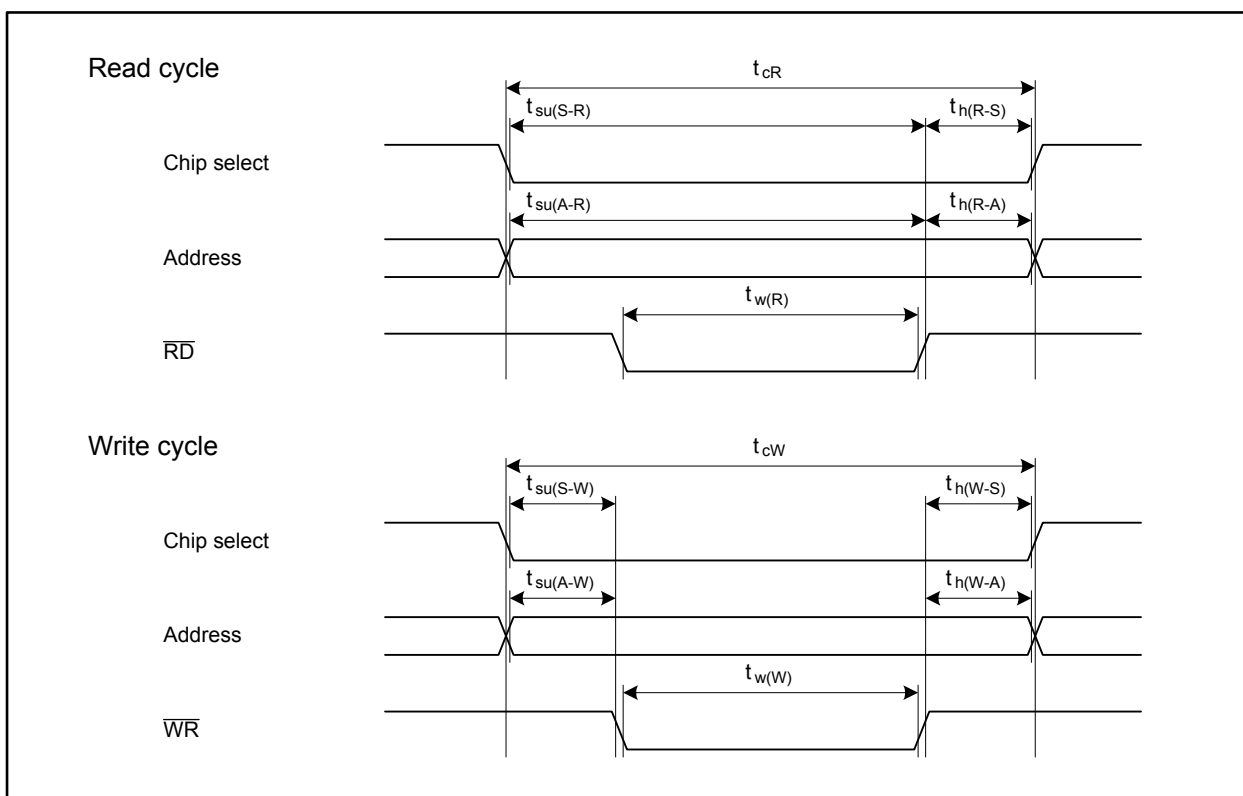 Read cycle
t cR
t su(S-R) t h(R-S)
Chip select
t su(A-R) t h(R-A)
Address
t w(R)
RD
Write cycle
t cW
t su(S-W) t h(W-S)
Chip select
t su(A-W) t h(W-A)
Address
t w(W)
WR